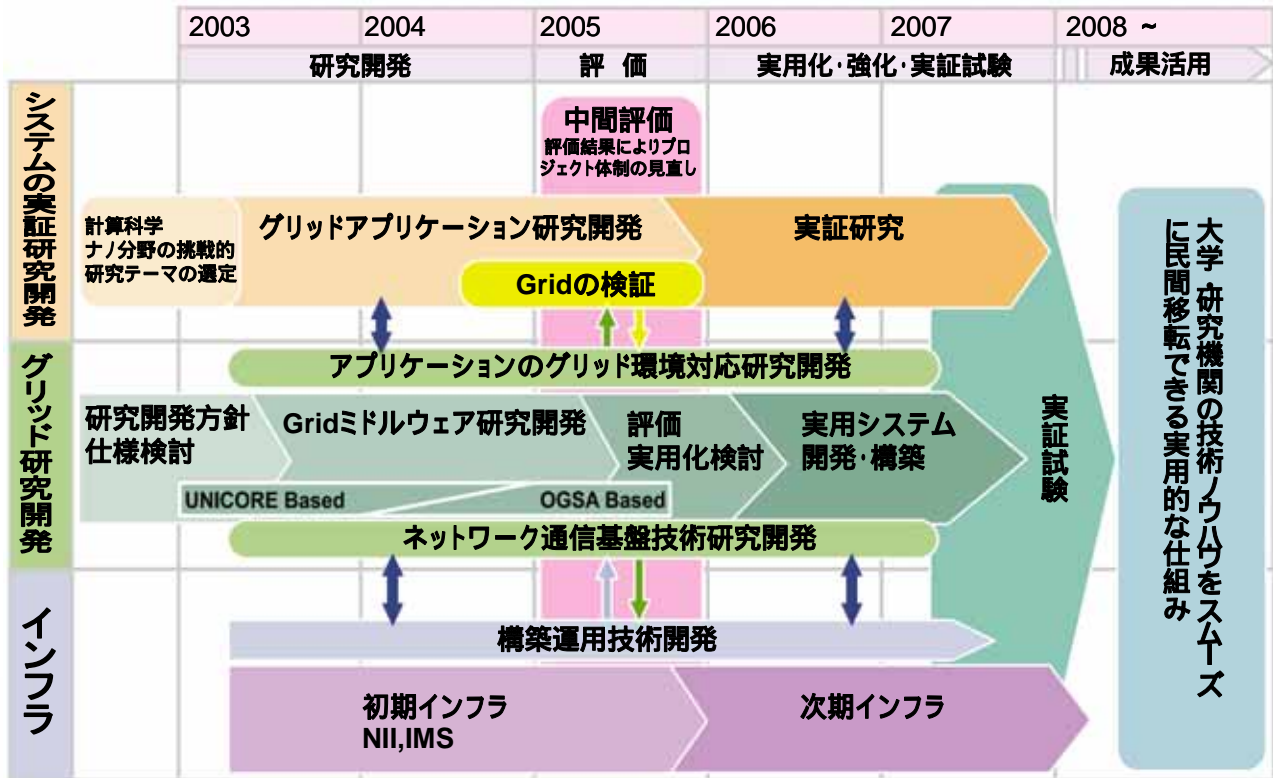 2003 2004 2005 2006 2007 2008 ~
研究開発 評 価 実用化・強化・実証試験 成果活用
システムの実証研究開発
中間評価
評価結果によりプロ
ジェクト体制の見直し
計算科学
ナノ分野の挑戦的
研究テーマの選定
グリッドアプリケーション研究開発
実証研究
Gridの検証
グリッド研究開発
アプリケーションのグリッド環境対応研究開発
研究開発方針
仕様検討
Gridミドルウェア研究開発
評価
実用化検討
実用システム
開発・構築
UNICORE Based
OGSA Based
ネットワーク通信基盤技術研究開発
実証試験
インフラ
構築運用技術開発
初期インフラ
NII,IMS
次期インフラ
大学・研究機関の技術ノウハウをスムーズ
に民間移転できる実用的な仕組み